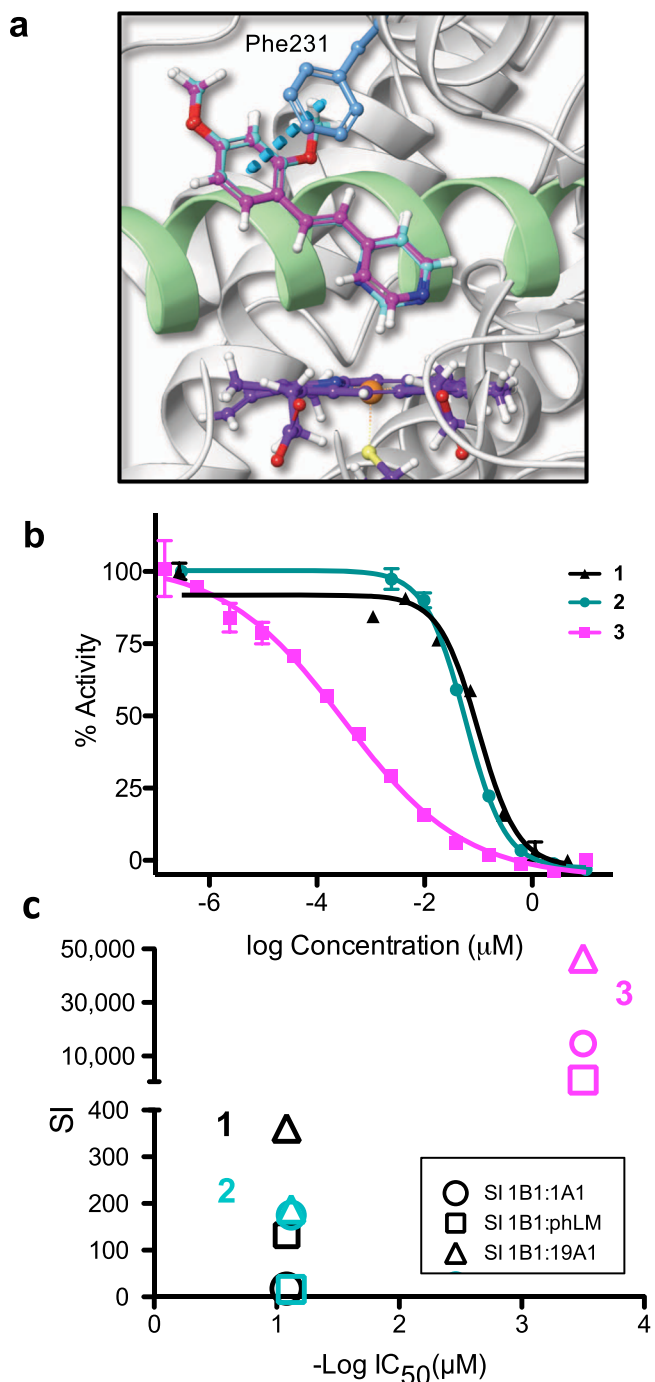 a
Phe231
b
100
75
50
25
0
% Activity
1
2
3
-6
-4
-2
0
log Concentration (μM)
c
50,000
30,000
10,000
400
300
200
100
0
SI
1
2
3
SI 1B1:1A1
SI 1B1:phLM
SI 1B1:19A1
0
1
2
3
4
-Log IC50(μM)